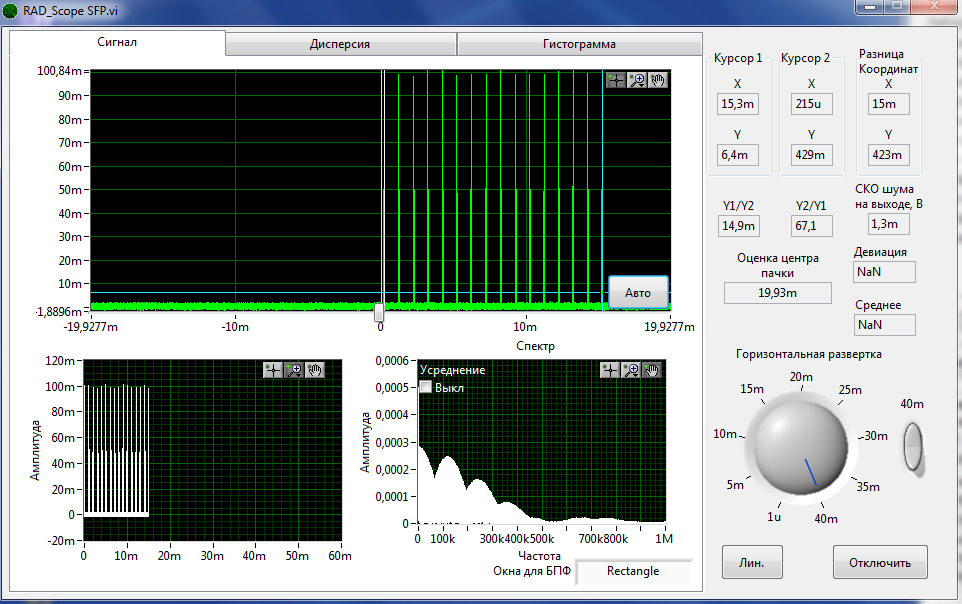 RAD_Scope SFP.vi
Сигнал
Дисперсия
Гистограмма
100,84m
90m
80m
70m
60m
50m
40m
30m
20m
10m
-1,8896m
-19,9277m
-10m
0
10m
19,9277m
Авто
Курсор 1
X
15,3m
Y
6,4m
Курсор 2
X
215u
Y
429m
Разница
Координат
X
15m
Y
423m
Y1/Y2
14,9m
Y2/Y1
67,1
СКО шума
на выходе, В
1,3m
Оценка центра
пачки
19,93m
Девиация
NaN
Среднее
NaN
Амплитуда
120m
100m
80m
60m
40m
20m
0
-20m
0
10m
20m
30m
40m
50m
60m
Спектр
Усреднение
Выкл
Амплитуда
0,0006
0,0005
0,0004
0,0003
0,0002
0,0001
0
0
100k
300k
400k
500k
700k
800k
1M
Частота
Окна для БПФ
Rectangle
Горизонтальная развертка
1u
5m
10m
15m
20m
25m
30m
35m
40m
40m
Лин.
Отключить